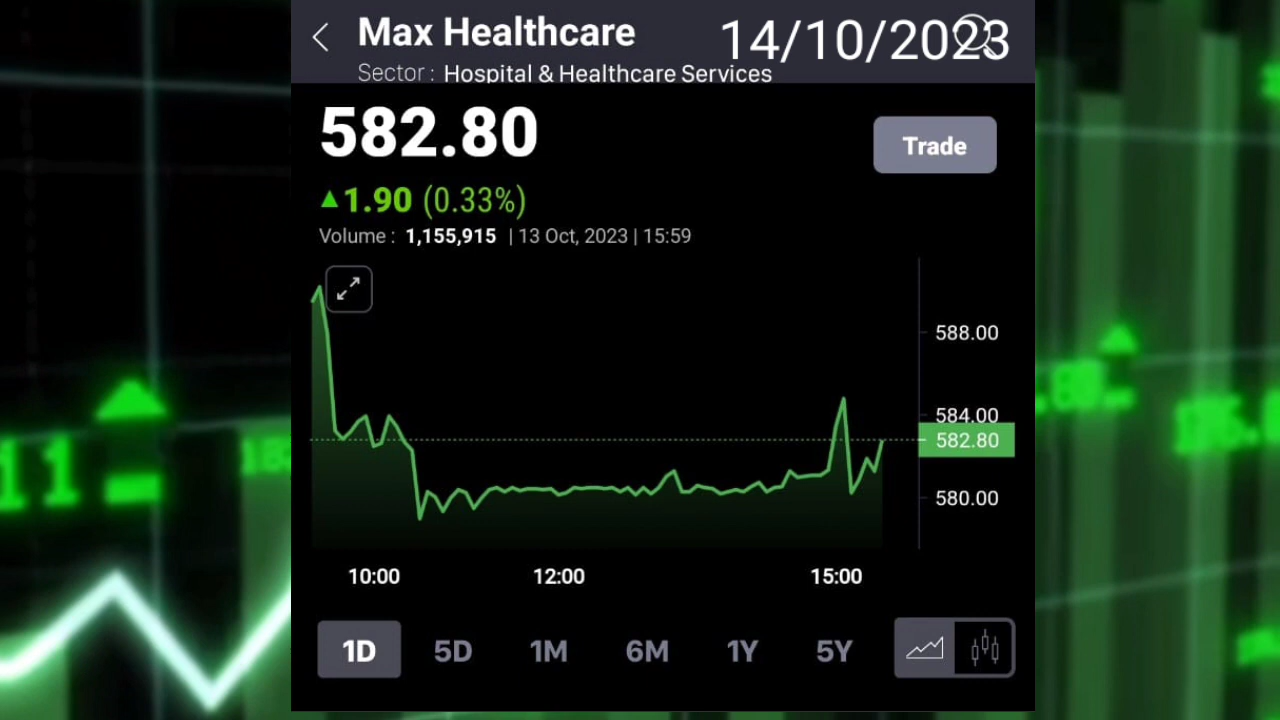 Max Healthcare
14/10/2023
Sector : Hospital & Healthcare Services
582.80
Trade
▲1.90 (0.33%)
Volume : 1,155,915 | 13 Oct, 2023 | 15:59
588.00
584.00
582.80
580.00
10:00 12:00 15:00
1D 5D 1M 6M 1Y 5Y